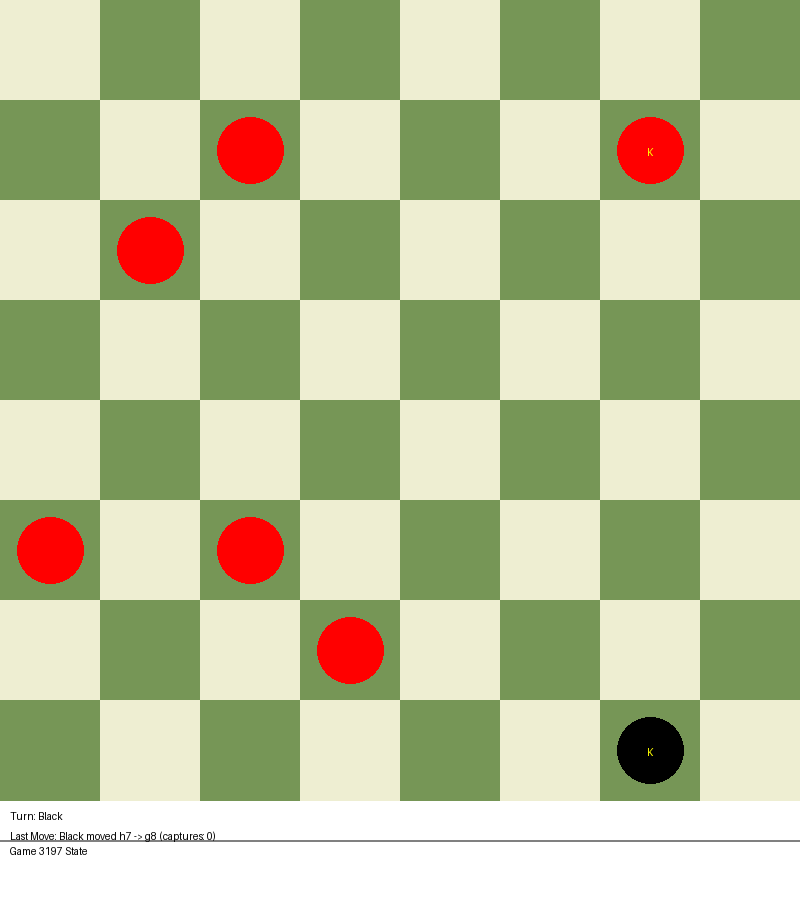 K
K
Turn: Black
Last Move: Black moved h7 -> g8 (captures: 0)
Game 3197 State